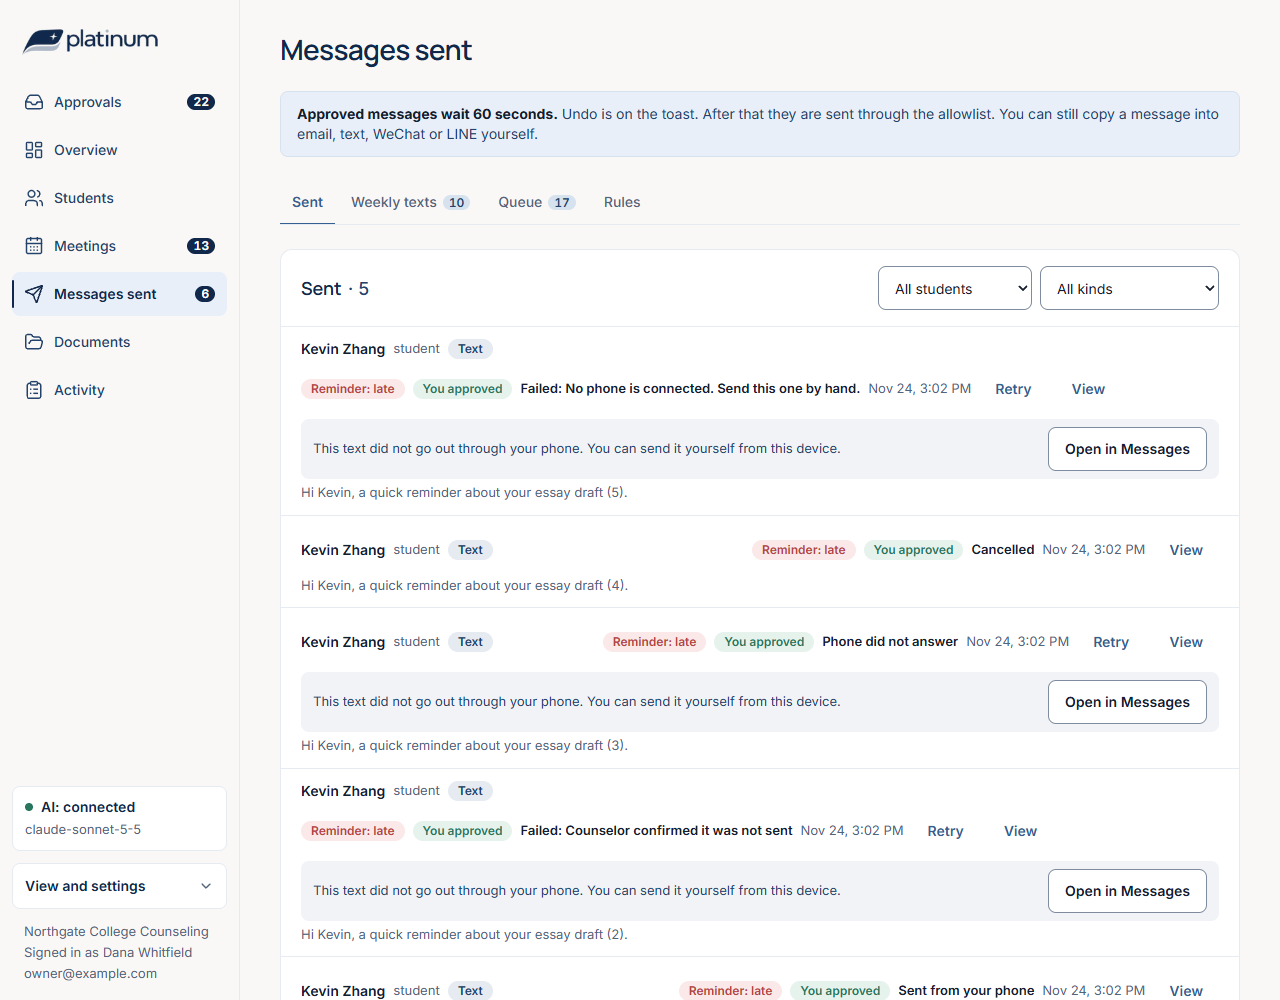 platinum
Approvals 22
Overview
Students
Meetings 13
Messages sent 6
Documents
Activity
AI: connected
claude-sonnet-5-5
View and settings
Northgate College Counseling
Signed in as Dana Whitfield
owner@example.com
Messages sent
Approved messages wait 60 seconds. Undo is on the toast. After that they are sent through the allowlist. You can still copy a message into
email, text, WeChat or LINE yourself.
Sent Weekly texts 10 Queue 17 Rules
Sent · 5 All students All kinds
Kevin Zhang student Text
Reminder: late You approved Failed: No phone is connected. Send this one by hand. Nov 24, 3:02 PM Retry View
This text did not go out through your phone. You can send it yourself from this device. Open in Messages
Hi Kevin, a quick reminder about your essay draft (5).
Kevin Zhang student Text Reminder: late You approved Cancelled Nov 24, 3:02 PM View
Hi Kevin, a quick reminder about your essay draft (4).
Kevin Zhang student Text Reminder: late You approved Phone did not answer Nov 24, 3:02 PM Retry View
This text did not go out through your phone. You can send it yourself from this device. Open in Messages
Hi Kevin, a quick reminder about your essay draft (3).
Kevin Zhang student Text
Reminder: late You approved Failed: Counselor confirmed it was not sent Nov 24, 3:02 PM Retry View
This text did not go out through your phone. You can send it yourself from this device. Open in Messages
Hi Kevin, a quick reminder about your essay draft (2).
Kevin Zhang student Text Reminder: late You approved Sent from your phone Nov 24, 3:02 PM View